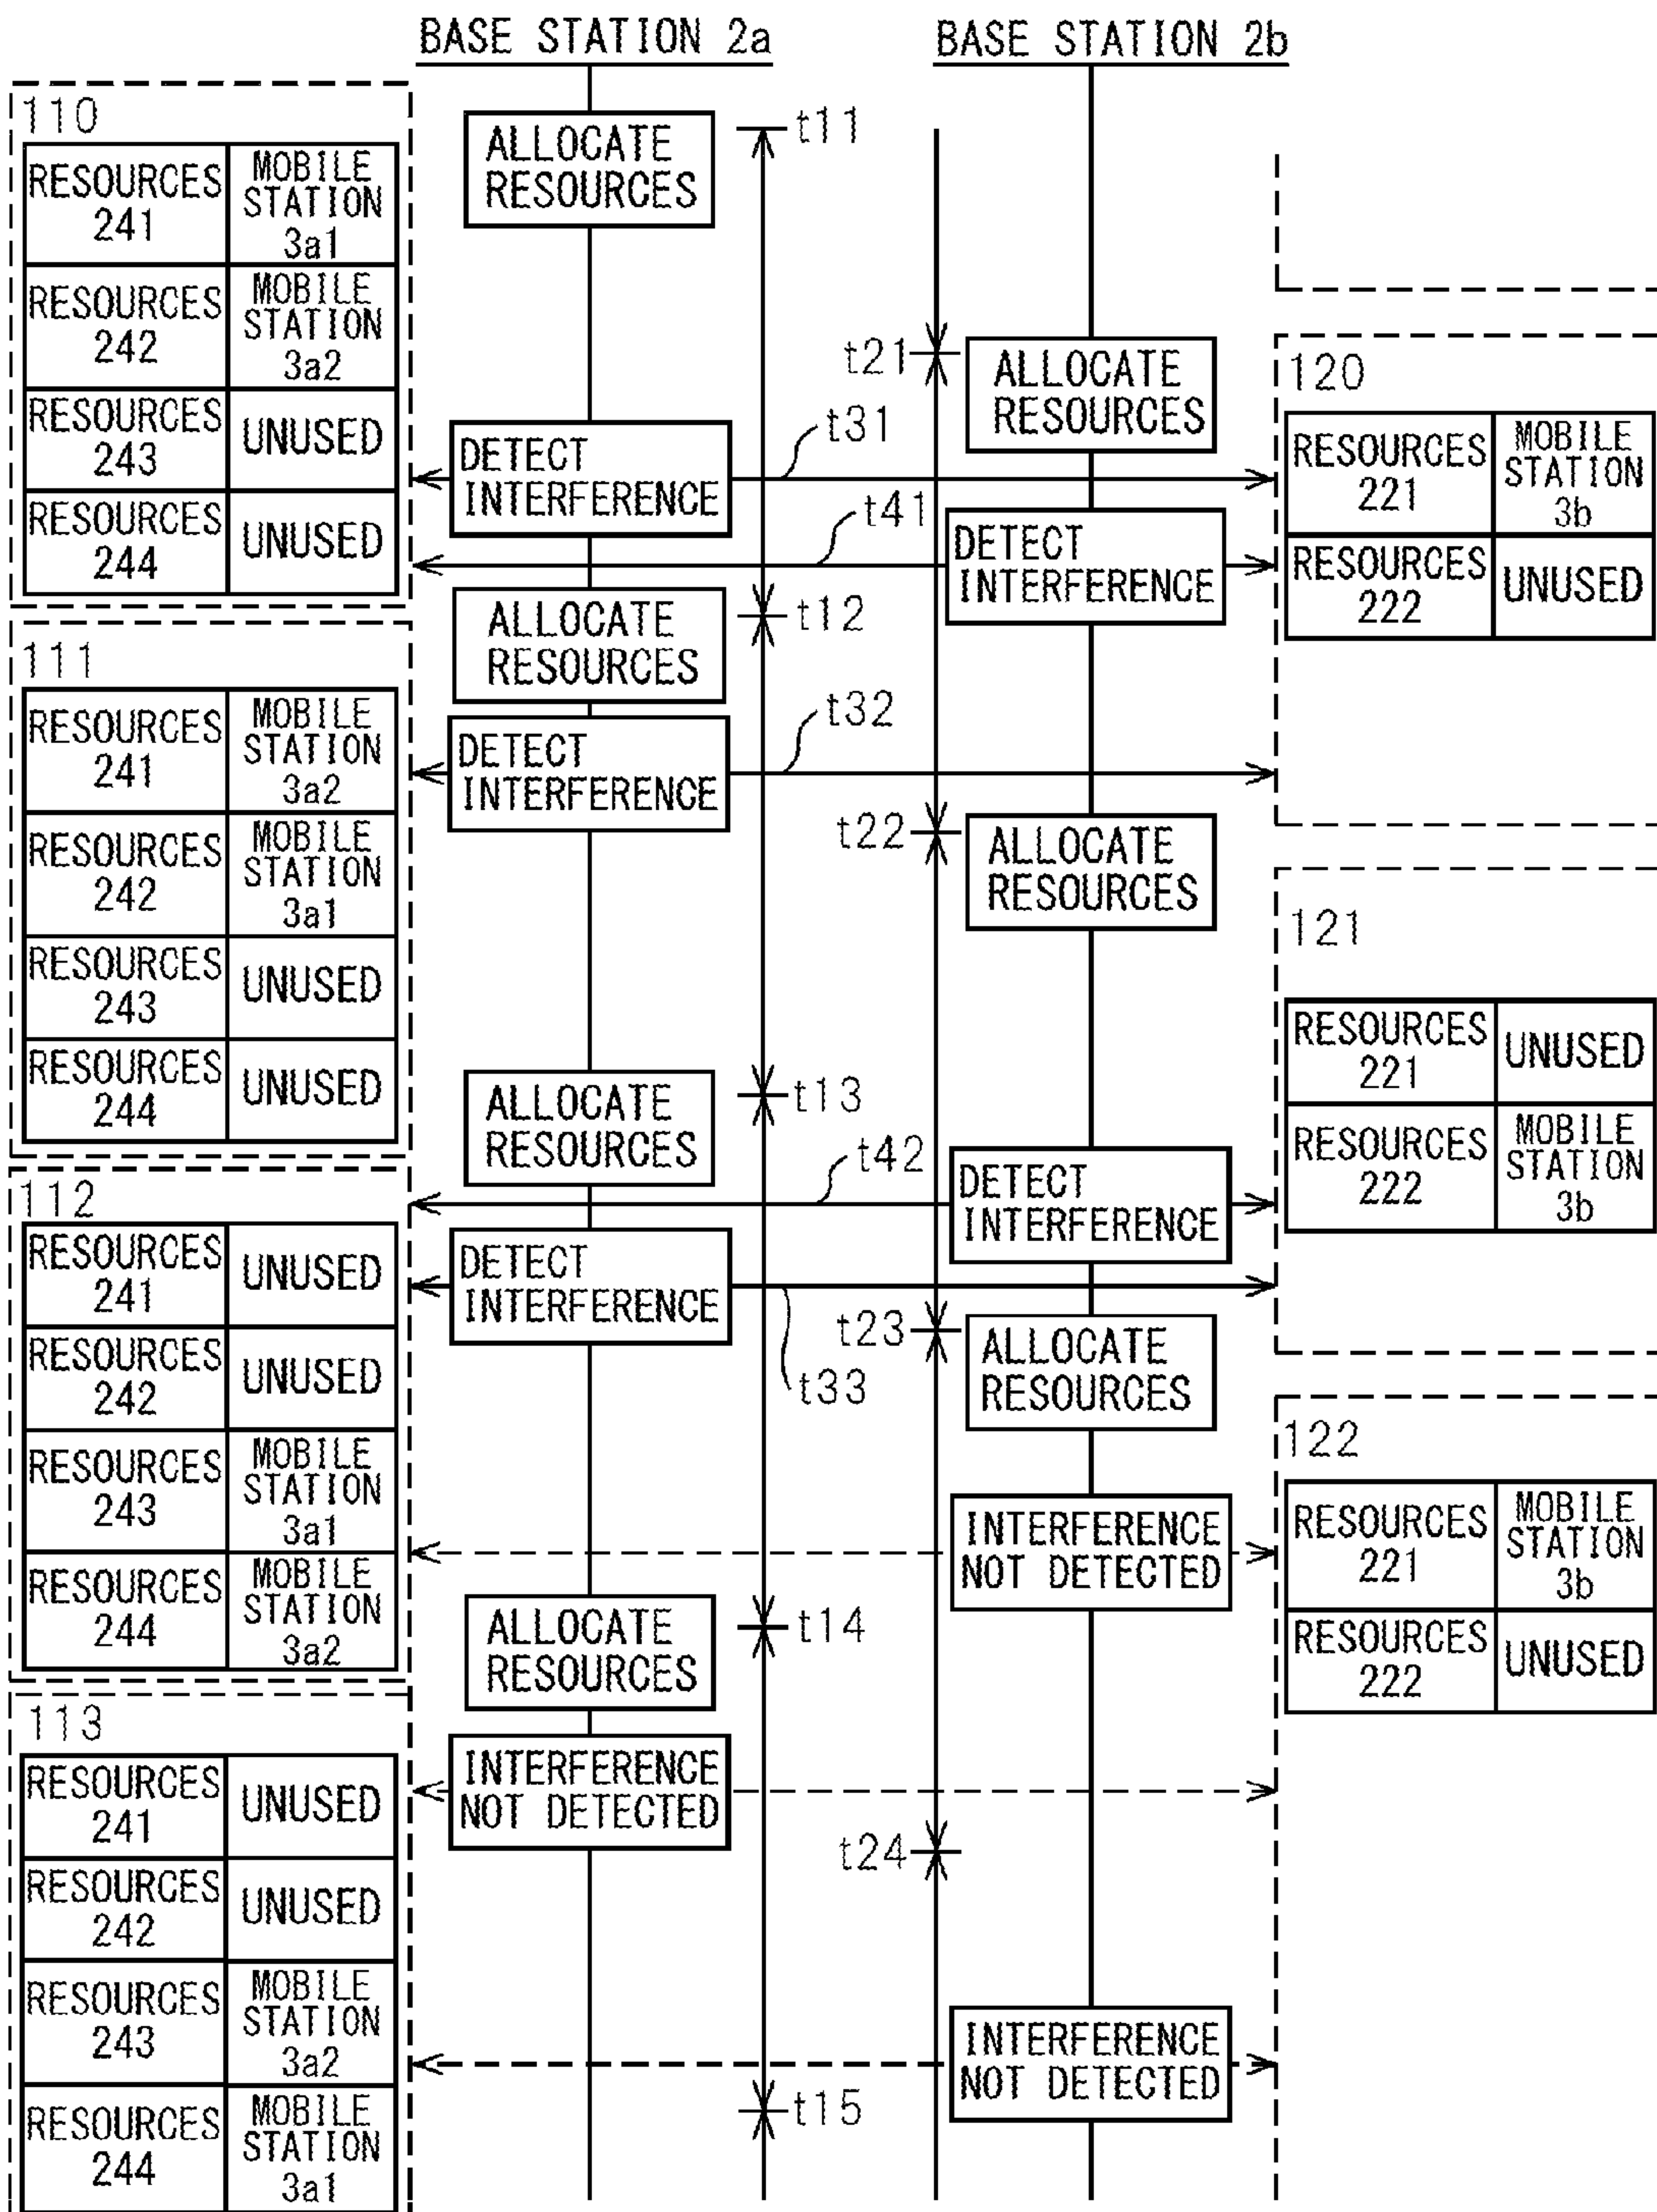 BASE STATION 2a
BASE STATION 2b
110
RESOURCES
241
MOBILE
STATION
3a1
RESOURCES
242
MOBILE
STATION
3a2
RESOURCES
243
UNUSED
RESOURCES
244
UNUSED
111
RESOURCES
241
MOBILE
STATION
3a2
RESOURCES
242
MOBILE
STATION
3a1
RESOURCES
243
UNUSED
RESOURCES
244
UNUSED
112
RESOURCES
241
UNUSED
RESOURCES
242
UNUSED
RESOURCES
243
MOBILE
STATION
3a1
RESOURCES
244
MOBILE
STATION
3a2
113
RESOURCES
241
UNUSED
RESOURCES
242
UNUSED
RESOURCES
243
MOBILE
STATION
3a2
RESOURCES
244
MOBILE
STATION
3a1
ALLOCATE
RESOURCES
t11
t21
ALLOCATE
RESOURCES
DETECT
INTERFERENCE
t31
t41
DETECT
INTERFERENCE
ALLOCATE
RESOURCES
t12
DETECT
INTERFERENCE
t32
t22
ALLOCATE
RESOURCES
ALLOCATE
RESOURCES
t13
t42
DETECT
INTERFERENCE
DETECT
INTERFERENCE
t33
t23
ALLOCATE
RESOURCES
INTERFERENCE
NOT DETECTED
ALLOCATE
RESOURCES
t14
INTERFERENCE
NOT DETECTED
t24
INTERFERENCE
NOT DETECTED
t15
120
RESOURCES
221
MOBILE
STATION
3b
RESOURCES
222
UNUSED
121
RESOURCES
221
UNUSED
RESOURCES
222
MOBILE
STATION
3b
122
RESOURCES
221
MOBILE
STATION
3b
RESOURCES
222
UNUSED